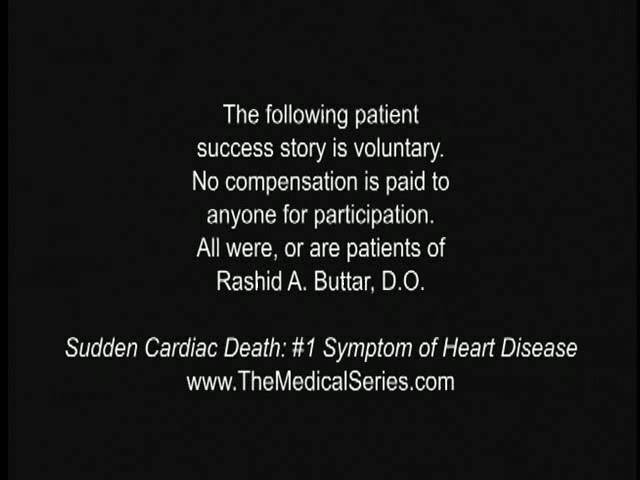 The following patient
success story is voluntary.
No compensation is paid to
anyone for participation.
All were, or are patients of
Rashid A. Buttar, D.O.
Sudden Cardiac Death: #1 Symptom of Heart Disease
www.TheMedicalSeries.com